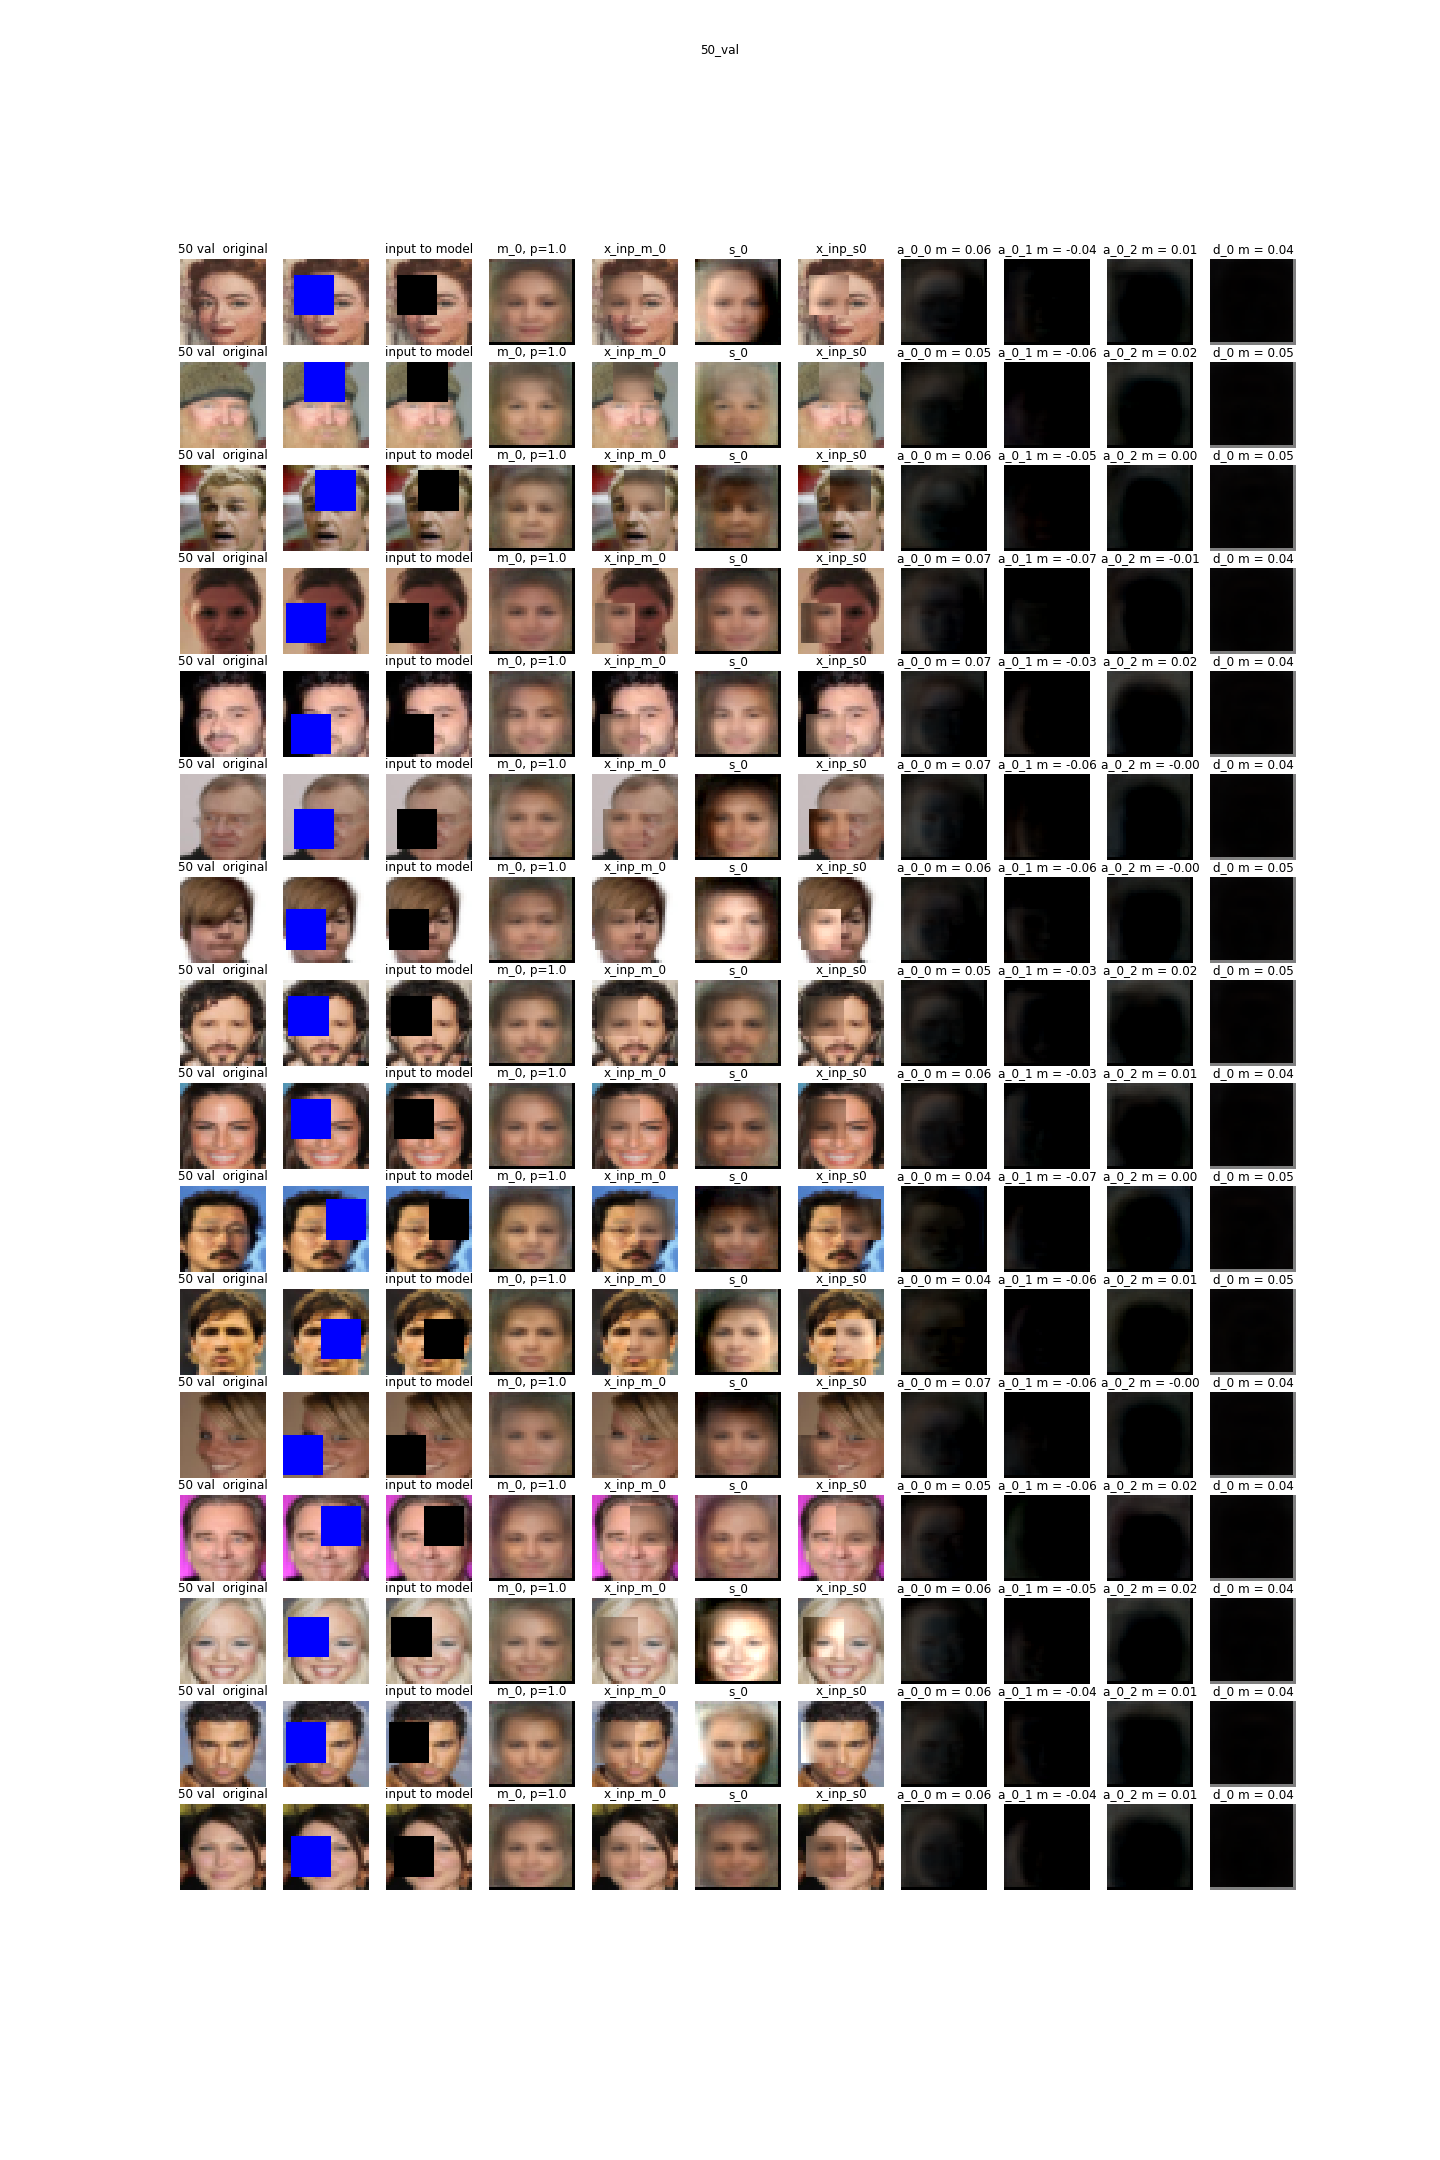 50_val
50 val  original input to model m_0, p=1.0 x_inp_m_0 s_0 x_inp_s0 a_0_0 m = 0.06 a_0_1 m = -0.04 a_0_2 m = 0.01 d_0 m = 0.04
50 val  original input to model m_0, p=1.0 x_inp_m_0 s_0 x_inp_s0 a_0_0 m = 0.05 a_0_1 m = -0.06 a_0_2 m = 0.02 d_0 m = 0.05
50 val  original input to model m_0, p=1.0 x_inp_m_0 s_0 x_inp_s0 a_0_0 m = 0.06 a_0_1 m = -0.05 a_0_2 m = 0.00 d_0 m = 0.05
50 val  original input to model m_0, p=1.0 x_inp_m_0 s_0 x_inp_s0 a_0_0 m = 0.07 a_0_1 m = -0.07 a_0_2 m = -0.01 d_0 m = 0.04
50 val  original input to model m_0, p=1.0 x_inp_m_0 s_0 x_inp_s0 a_0_0 m = 0.07 a_0_1 m = -0.03 a_0_2 m = 0.02 d_0 m = 0.04
50 val  original input to model m_0, p=1.0 x_inp_m_0 s_0 x_inp_s0 a_0_0 m = 0.07 a_0_1 m = -0.06 a_0_2 m = -0.00 d_0 m = 0.04
50 val  original input to model m_0, p=1.0 x_inp_m_0 s_0 x_inp_s0 a_0_0 m = 0.06 a_0_1 m = -0.06 a_0_2 m = -0.00 d_0 m = 0.05
50 val  original input to model m_0, p=1.0 x_inp_m_0 s_0 x_inp_s0 a_0_0 m = 0.05 a_0_1 m = -0.03 a_0_2 m = 0.02 d_0 m = 0.05
50 val  original input to model m_0, p=1.0 x_inp_m_0 s_0 x_inp_s0 a_0_0 m = 0.06 a_0_1 m = -0.03 a_0_2 m = 0.01 d_0 m = 0.04
50 val  original input to model m_0, p=1.0 x_inp_m_0 s_0 x_inp_s0 a_0_0 m = 0.04 a_0_1 m = -0.07 a_0_2 m = 0.00 d_0 m = 0.05
50 val  original input to model m_0, p=1.0 x_inp_m_0 s_0 x_inp_s0 a_0_0 m = 0.04 a_0_1 m = -0.06 a_0_2 m = 0.01 d_0 m = 0.05
50 val  original input to model m_0, p=1.0 x_inp_m_0 s_0 x_inp_s0 a_0_0 m = 0.07 a_0_1 m = -0.06 a_0_2 m = -0.00 d_0 m = 0.04
50 val  original input to model m_0, p=1.0 x_inp_m_0 s_0 x_inp_s0 a_0_0 m = 0.05 a_0_1 m = -0.06 a_0_2 m = 0.02 d_0 m = 0.04
50 val  original input to model m_0, p=1.0 x_inp_m_0 s_0 x_inp_s0 a_0_0 m = 0.06 a_0_1 m = -0.05 a_0_2 m = 0.02 d_0 m = 0.04
50 val  original input to model m_0, p=1.0 x_inp_m_0 s_0 x_inp_s0 a_0_0 m = 0.06 a_0_1 m = -0.04 a_0_2 m = 0.01 d_0 m = 0.04
50 val  original input to model m_0, p=1.0 x_inp_m_0 s_0 x_inp_s0 a_0_0 m = 0.06 a_0_1 m = -0.04 a_0_2 m = 0.01 d_0 m = 0.04